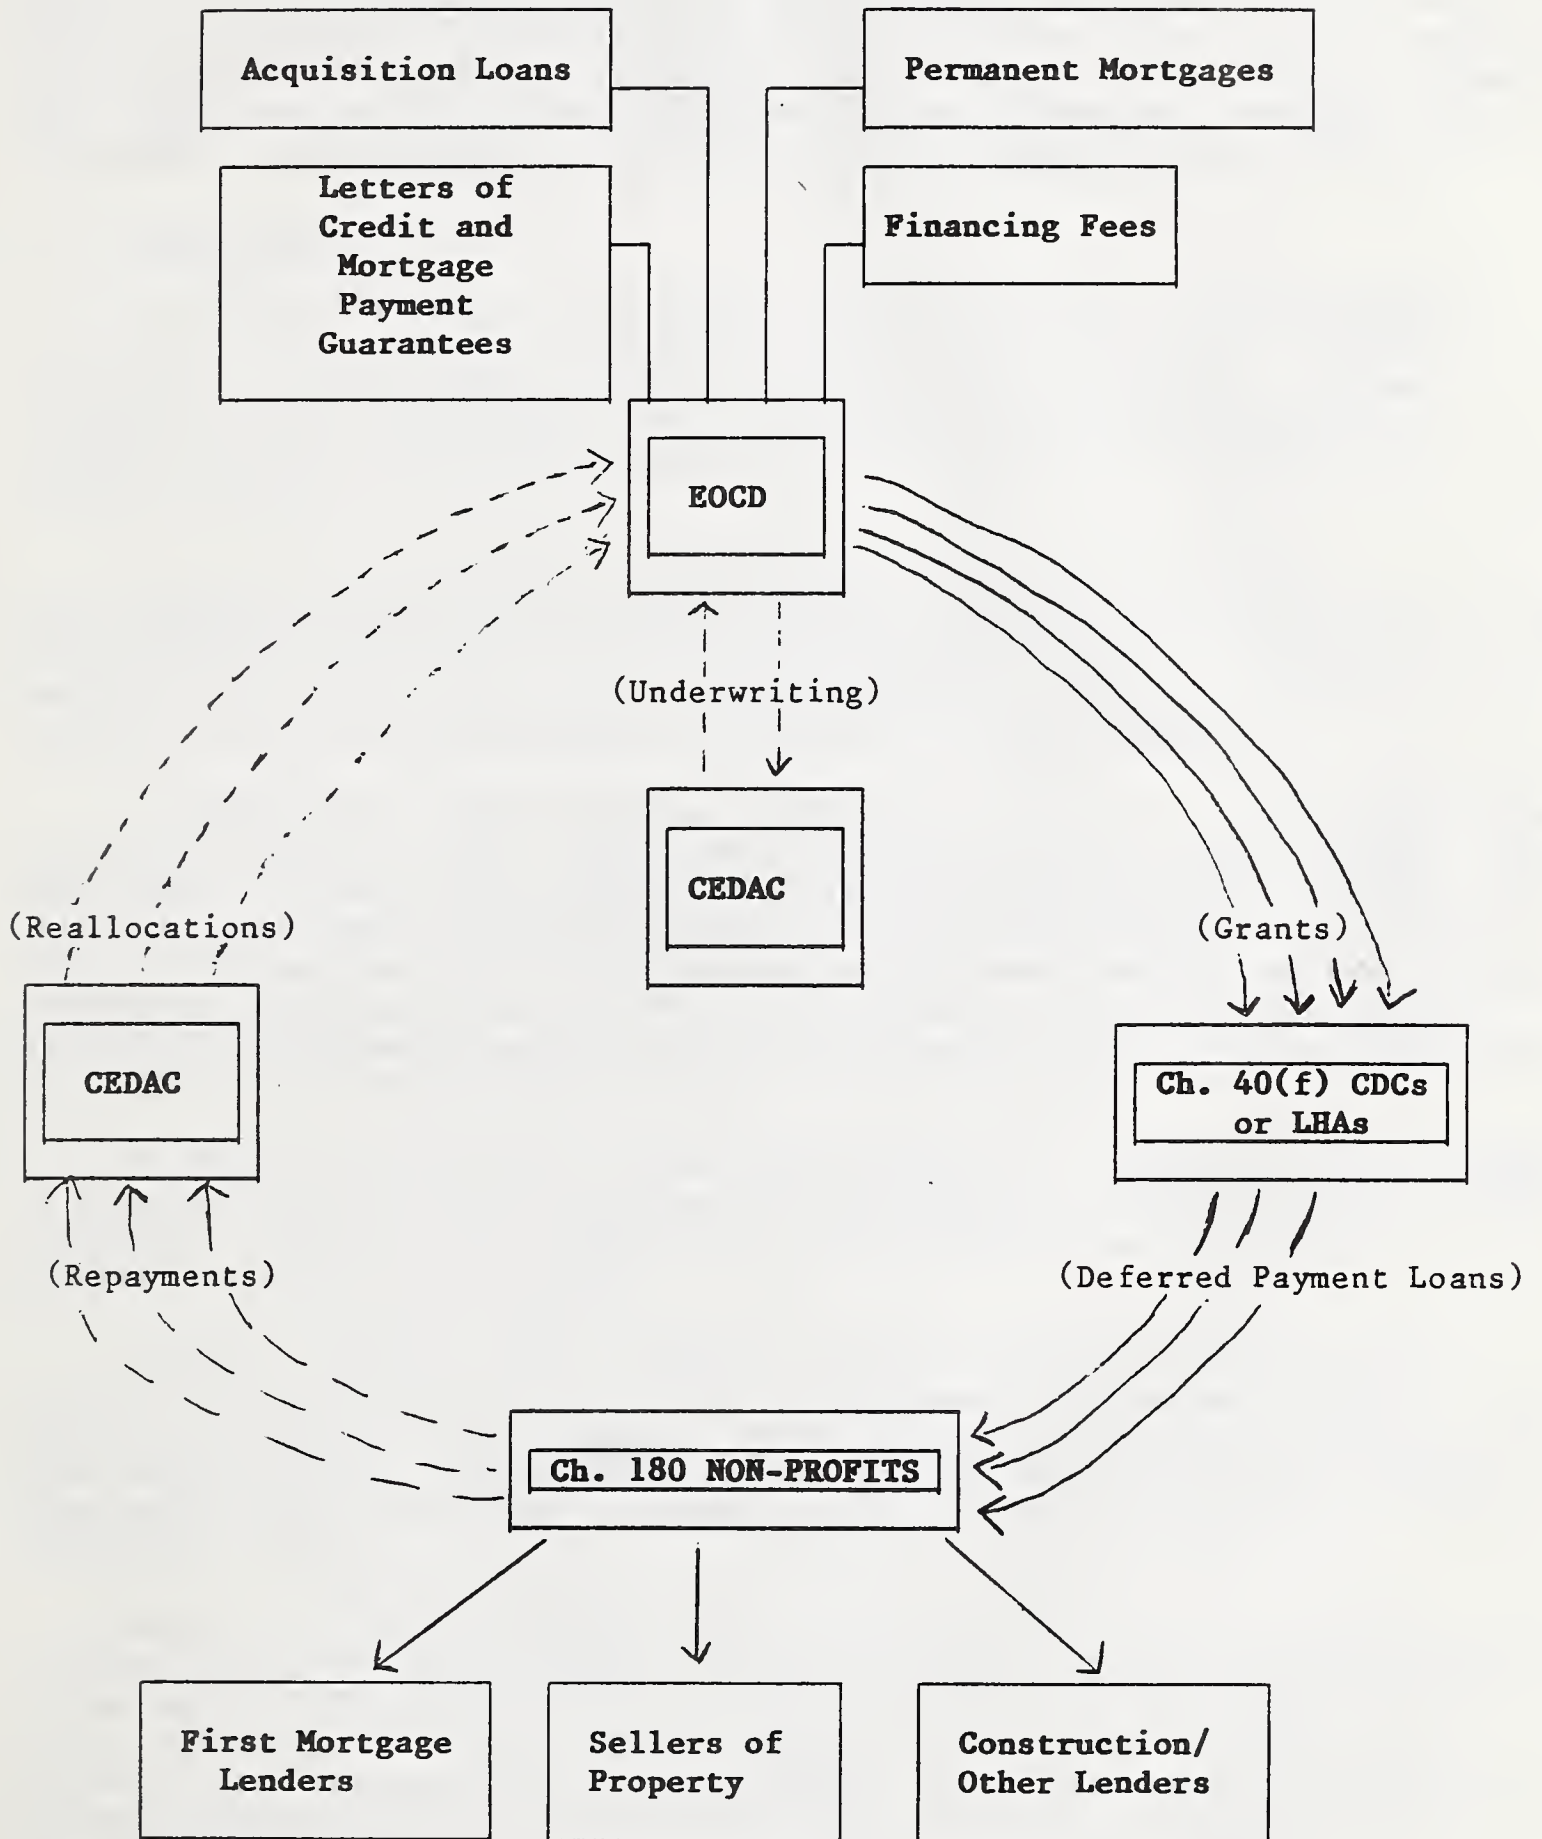 Acquisition Loans
Permanent Mortgages
Letters of
Credit and
Mortgage
Payment
Guarantees
Financing Fees
EOCD
(Underwriting)
CEDAC
(Reallocations)
(Grants)
CEDAC
Ch. 40(f) CDCs
or LHAs
(Repayments)
(Deferred Payment Loans)
Ch. 180 NON-PROFITS
First Mortgage
Lenders
Sellers of
Property
Construction/
Other Lenders